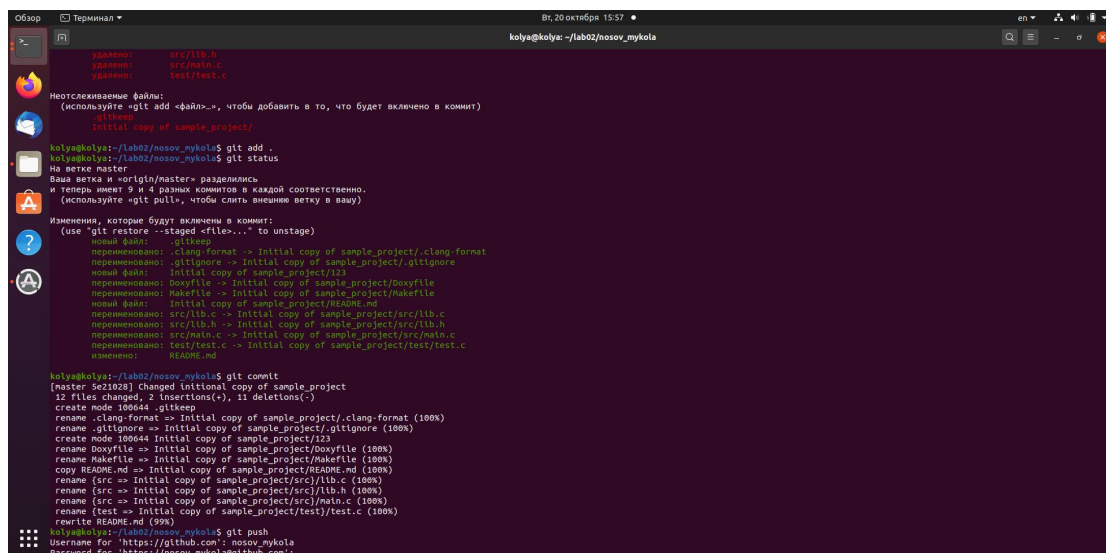 Обзор
Терминал
Вт, 20 октября 15:57
en
kolya@kolya: ~/lab02/nosov_mykola
удалено: src/lib.h
удалено: src/main.c
удалено: test/test.c
Неотслеживаемые файлы:
(используйте «git add <файл>…», чтобы добавить в то, что будет включено в коммит)
.gitkeep
Initial copy of sample_project/
kolya@kolya:~/lab02/nosov_mykola$ git add .
kolya@kolya:~/lab02/nosov_mykola$ git status
На ветке master
Ваша ветка и «origin/master» разделились
и теперь имеют 9 и 4 разных коммитов в каждой соответственно.
(используйте «git pull», чтобы слить внешнюю ветку в вашу)
Изменения, которые будут включены в коммит:
(use "git restore --staged <file>..." to unstage)
новый файл: .gitkeep
переименовано: .clang-format -> Initial copy of sample_project/.clang-format
переименовано: .gitignore -> Initial copy of sample_project/.gitignore
новый файл: Initial copy of sample_project/123
переименовано: Doxyfile -> Initial copy of sample_project/Doxyfile
переименовано: Makefile -> Initial copy of sample_project/Makefile
новый файл: Initial copy of sample_project/README.md
переименовано: src/lib.c -> Initial copy of sample_project/src/lib.c
переименовано: src/lib.h -> Initial copy of sample_project/src/lib.h
переименовано: src/main.c -> Initial copy of sample_project/src/main.c
переименовано: test/test.c -> Initial copy of sample_project/test/test.c
изменено: README.md
kolya@kolya:~/lab02/nosov_mykola$ git commit
[master 5e21028] Changed initional copy of sample_project
12 files changed, 2 insertions(+), 11 deletions(-)
create mode 100644 .gitkeep
rename .clang-format => Initial copy of sample_project/.clang-format (100%)
rename .gitignore => Initial copy of sample_project/.gitignore (100%)
create mode 100644 Initial copy of sample_project/123
rename Doxyfile => Initial copy of sample_project/Doxyfile (100%)
rename Makefile => Initial copy of sample_project/Makefile (100%)
copy README.md => Initial copy of sample_project/README.md (100%)
rename {src => Initial copy of sample_project/src}/lib.c (100%)
rename {src => Initial copy of sample_project/src}/lib.h (100%)
rename {src => Initial copy of sample_project/src}/main.c (100%)
rename {test => Initial copy of sample_project/test}/test.c (100%)
rewrite README.md (99%)
kolya@kolya:~/lab02/nosov_mykola$ git push
Username for 'https://github.com': nosov_mykola
Password for 'https://nosov_mykola@github.com':